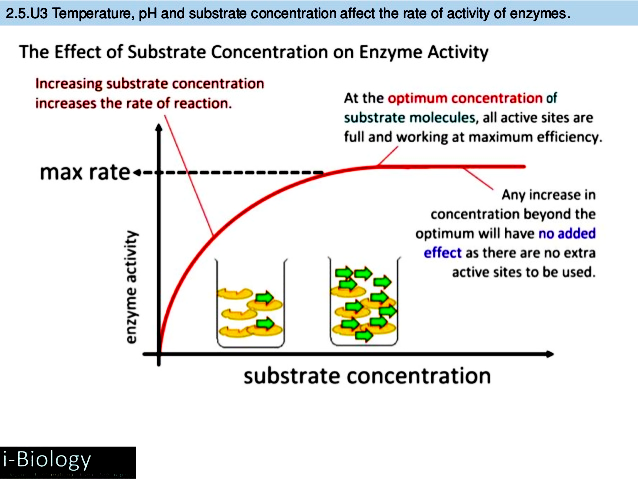 2.5.U3 Temperature, pH and substrate concentration affect the rate of activity of enzymes.
The Effect of Substrate Concentration on Enzyme Activity
Increasing substrate concentration
increases the rate of reaction.
At the optimum concentration of
substrate molecules, all active sites are
full and working at maximum efficiency.
max rate
Any increase in
concentration beyond the
optimum will have no added
effect as there are no extra
active sites to be used.
enzyme activity
substrate concentration
i-Biology